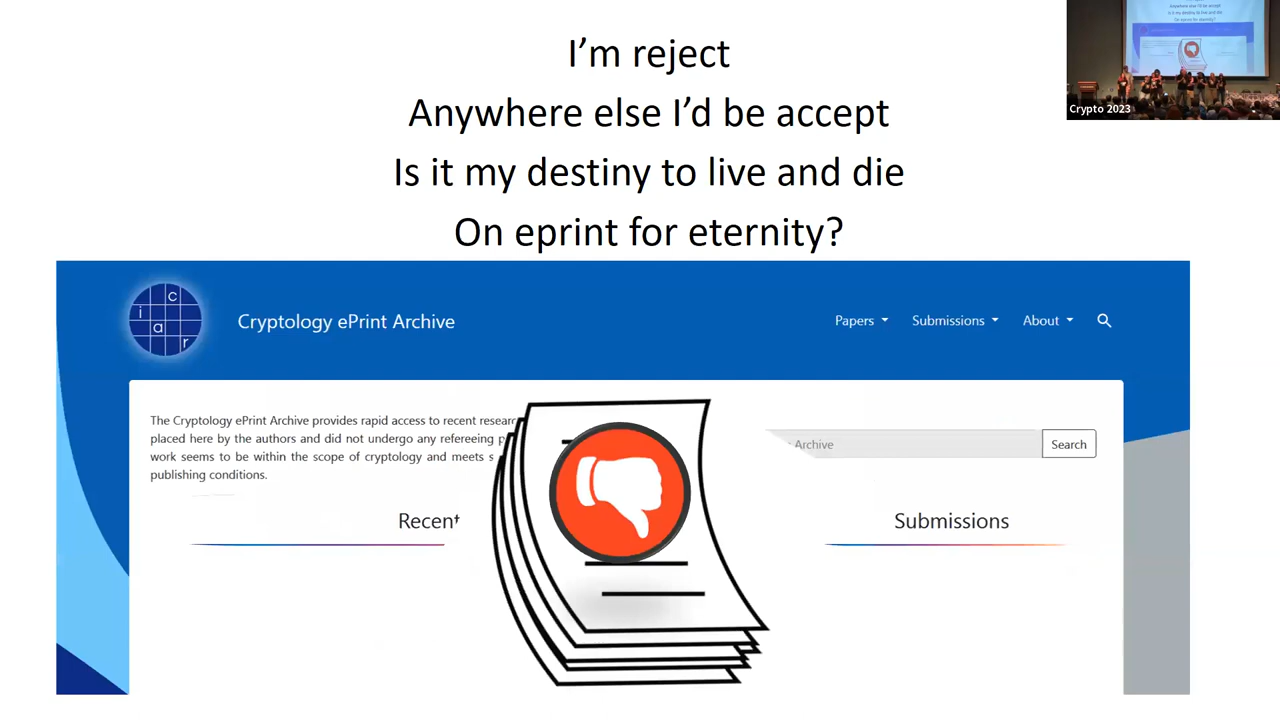 I’m reject
Anywhere else I’d be accept
Is it my destiny to live and die
On eprint for eternity?
Crypto 2023
i c a r
Cryptology ePrint Archive
Papers
Submissions
About
The Cryptology ePrint Archive provides rapid access to recent
placed here by the authors and did not undergo any refereeing
work seems to be within the scope of cryptology and meets
publishing conditions.
Archive
Search
Recent
Submissions